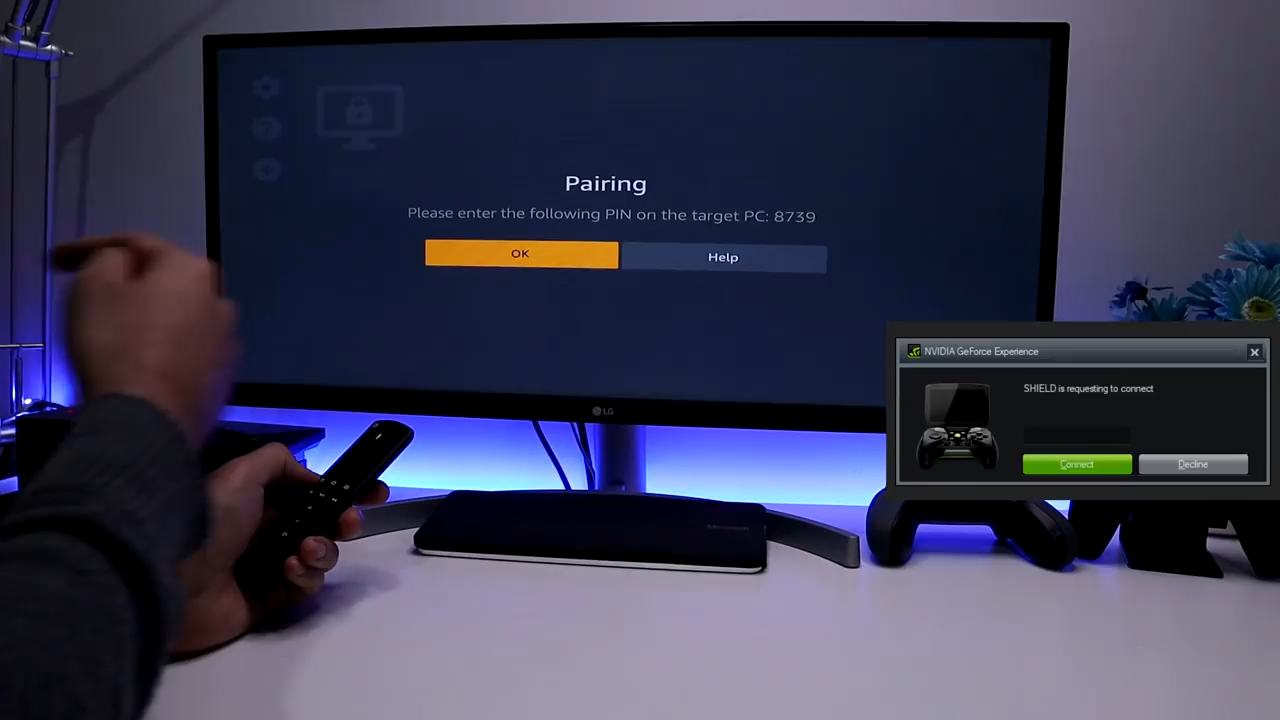 Pairing
Please enter the following PIN on the target PC: 8739
OK
Help
LG
NVIDIA GeForce Experience
SHIELD is requesting to connect
Connect
Decline